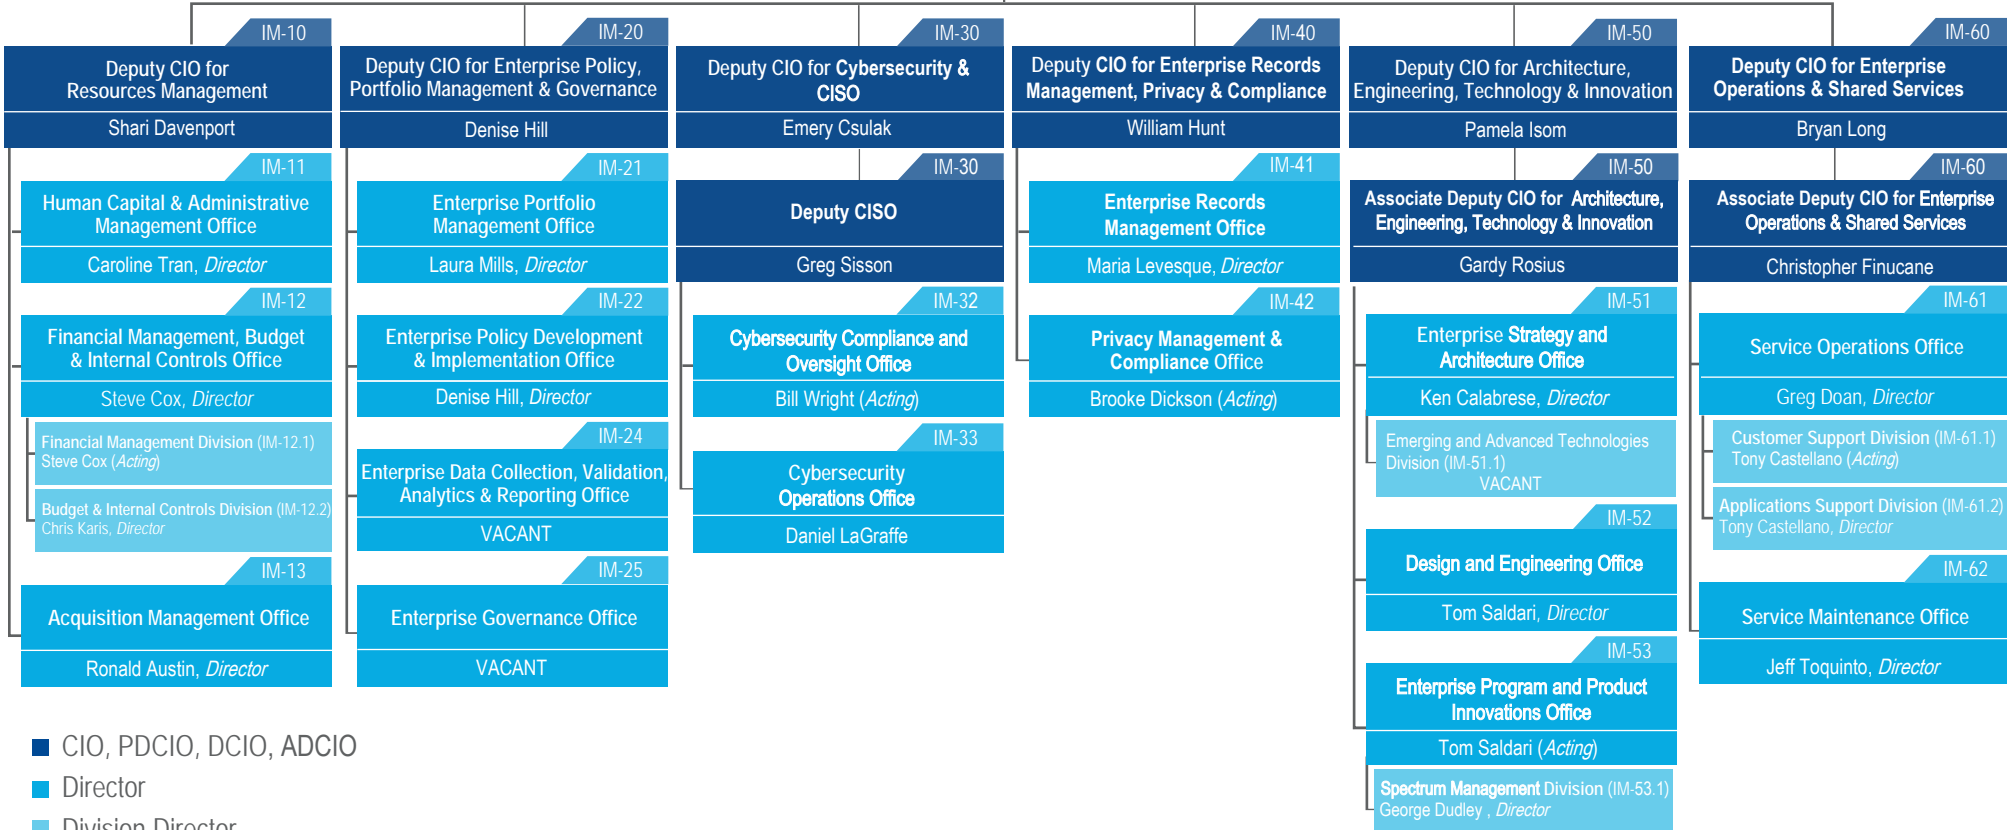 IM-10
Deputy CIO for
Resources Management
Shari Davenport
IM-11
Human Capital & Administrative
Management Office
Caroline Tran, Director
IM-12
Financial Management, Budget
& Internal Controls Office
Steve Cox, Director
Financial Management Division (IM-12.1)
Steve Cox (Acting)
Budget & Internal Controls Division (IM-12.2)
Chris Karis, Director
IM-13
Acquisition Management Office
Ronald Austin, Director
IM-20
Deputy CIO for Enterprise Policy,
Portfolio Management & Governance
Denise Hill
IM-21
Enterprise Portfolio
Management Office
Laura Mills, Director
IM-22
Enterprise Policy Development
& Implementation Office
Denise Hill, Director
IM-24
Enterprise Data Collection, Validation,
Analytics & Reporting Office
VACANT
IM-25
Enterprise Governance Office
VACANT
IM-30
Deputy CIO for Cybersecurity &
CISO
Emery Csulak
IM-30
Deputy CISO
Greg Sisson
IM-32
Cybersecurity Compliance and
Oversight Office
Bill Wright (Acting)
IM-33
Cybersecurity
Operations Office
Daniel LaGraffe
IM-40
Deputy CIO for Enterprise Records
Management, Privacy & Compliance
William Hunt
IM-41
Enterprise Records
Management Office
Maria Levesque, Director
IM-42
Privacy Management &
Compliance Office
Brooke Dickson (Acting)
IM-50
Deputy CIO for Architecture,
Engineering, Technology & Innovation
Pamela Isom
IM-50
Associate Deputy CIO for Architecture,
Engineering, Technology & Innovation
Gardy Rosius
IM-51
Enterprise Strategy and
Architecture Office
Ken Calabrese, Director
Emerging and Advanced Technologies
Division (IM-51.1)
VACANT
IM-52
Design and Engineering Office
Tom Saldari, Director
IM-53
Enterprise Program and Product
Innovations Office
Tom Saldari (Acting)
Spectrum Management Division (IM-53.1)
George Dudley , Director
IM-60
Deputy CIO for Enterprise
Operations & Shared Services
Bryan Long
IM-60
Associate Deputy CIO for Enterprise
Operations & Shared Services
Christopher Finucane
IM-61
Service Operations Office
Greg Doan, Director
Customer Support Division (IM-61.1)
Tony Castellano (Acting)
Applications Support Division (IM-61.2)
Tony Castellano, Director
IM-62
Service Maintenance Office
Jeff Toquinto, Director
CIO, PDCIO, DCIO, ADCIO
Director
Division Director